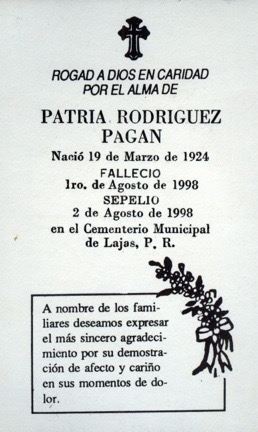 ROGAD A DIOS EN CARIDAD
POR EL ALMA DE
PATRIA RODRIGUEZ
PAGAN
Nació 19 de Marzo de 1924
FALLECIO
1ro. de Agosto de 1998
SEPELIO
2 de Agosto de 1998
en el Cementerio Municipal
de Lajas, P. R.
A nombre de los fami-
liares deseamos expresar
el más sincero agradeci-
miento por su demostra-
ción de afecto y cariño
en sus momentos de do-
lor.